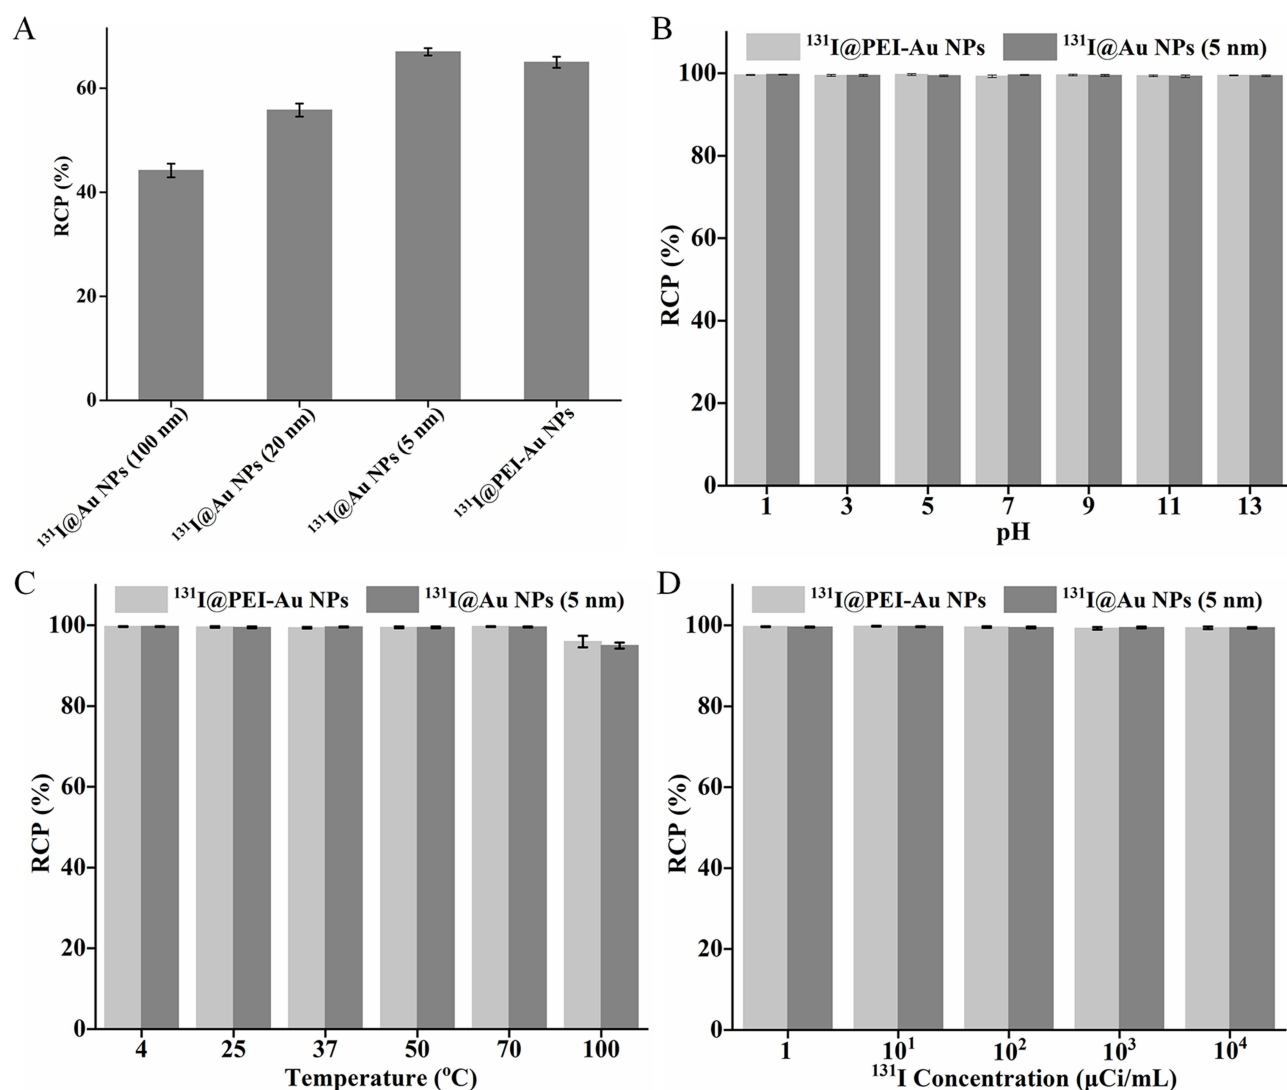 A
RCP (%)
60
40
20
0
¹³¹I@Au NPs (100 nm)
¹³¹I@Au NPs (20 nm)
¹³¹I@Au NPs (5 nm)
¹³¹I@PEI-Au NPs
B
¹³¹I@PEI-Au NPs ¹³¹I@Au NPs (5 nm)
RCP (%)
100
80
60
40
20
0
1 3 5 7 9 11 13
pH
C
¹³¹I@PEI-Au NPs ¹³¹I@Au NPs (5 nm)
RCP (%)
100
80
60
40
20
0
4 25 37 50 70 100
Temperature (°C)
D
¹³¹I@PEI-Au NPs ¹³¹I@Au NPs (5 nm)
RCP (%)
100
80
60
40
20
0
1 10¹ 10² 10³ 10⁴
¹³¹I Concentration (μCi/mL)